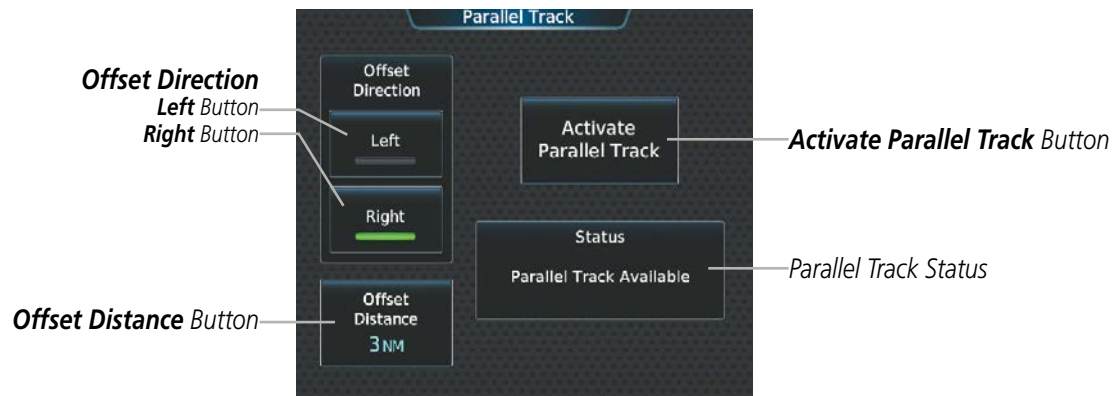 Parallel Track
Offset Direction
Left Button
Right Button
Offset
Direction
Left
Right
Activate
Parallel Track
Activate Parallel Track Button
Status
Parallel Track Available
Parallel Track Status
Offset Distance Button
Offset
Distance
3NM